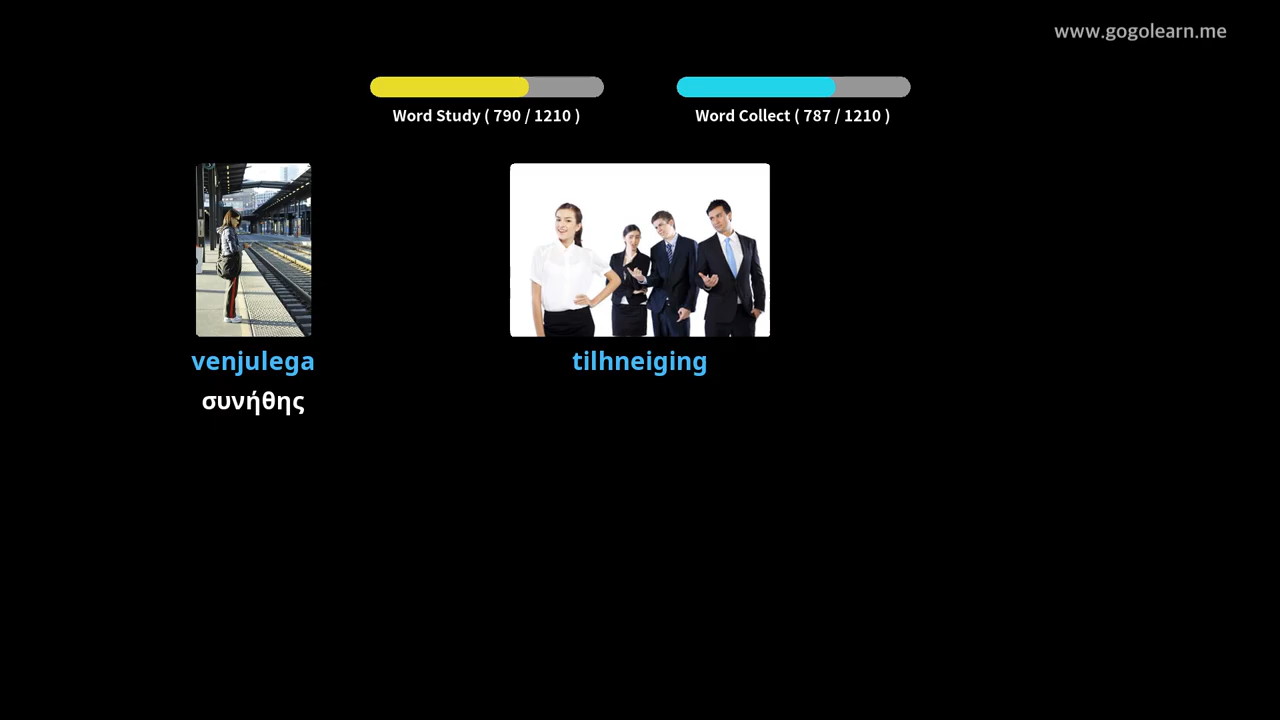 www.gogolearn.me
Word Study ( 790 / 1210 )
Word Collect ( 787 / 1210 )
venjulega
συνήθης
tilhneiging